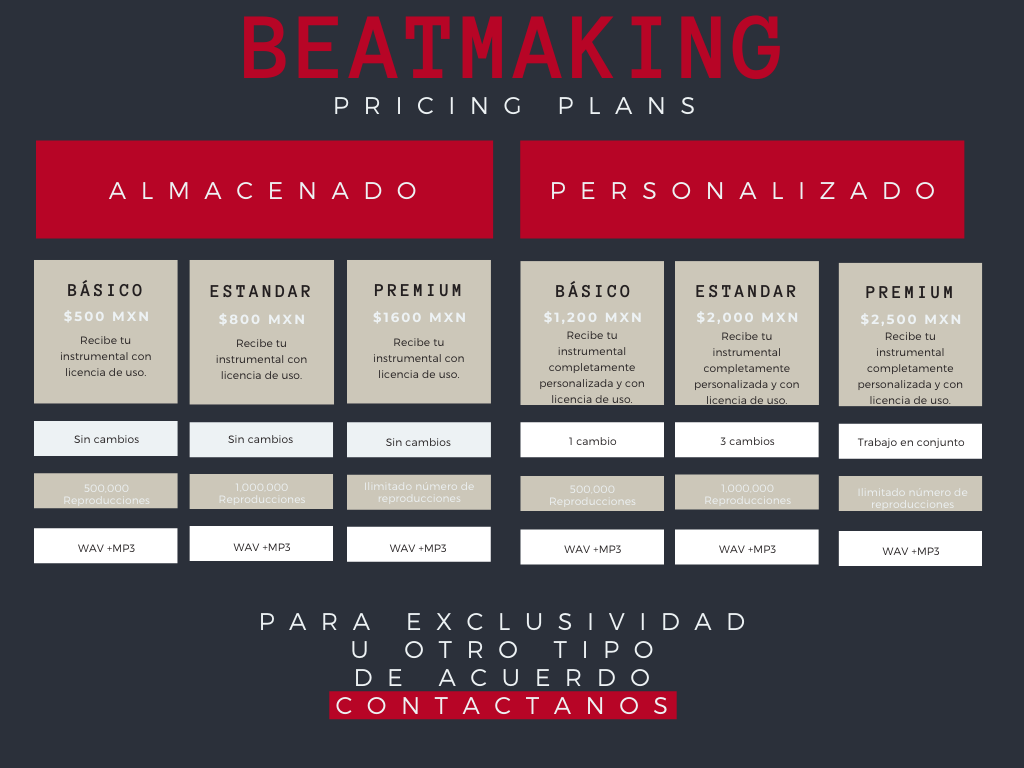 BEATMAKING
PRICING PLANS
ALMACENADO
BÁSICO
$500 MXN
Recibe tu
instrumental con
licencia de uso.
Sin cambios
500,000
Reproducciones
WAV +MP3
ESTANDAR
$800 MXN
Recibe tu
instrumental con
licencia de uso.
Sin cambios
1,000,000
Reproducciones
WAV +MP3
PREMIUM
$1600 MXN
Recibe tu
instrumental con
licencia de uso.
Sin cambios
Ilimitado número de
reproducciones
WAV +MP3
PERSONALIZADO
BÁSICO
$1,200 MXN
Recibe tu
instrumental
completamente
personalizada y con
licencia de uso.
1 cambio
500,000
Reproducciones
WAV +MP3
ESTANDAR
$2,000 MXN
Recibe tu
instrumental
completamente
personalizada y con
licencia de uso.
3 cambios
1,000,000
Reproducciones
WAV +MP3
PREMIUM
$2,500 MXN
Recibe tu
instrumental
completamente
personalizada y con
licencia de uso.
Trabajo en conjunto
Ilimitado número de
reproducciones
WAV +MP3
PARA EXCLUSIVIDAD
U OTRO TIPO
DE ACUERDO
CONTACTANOS